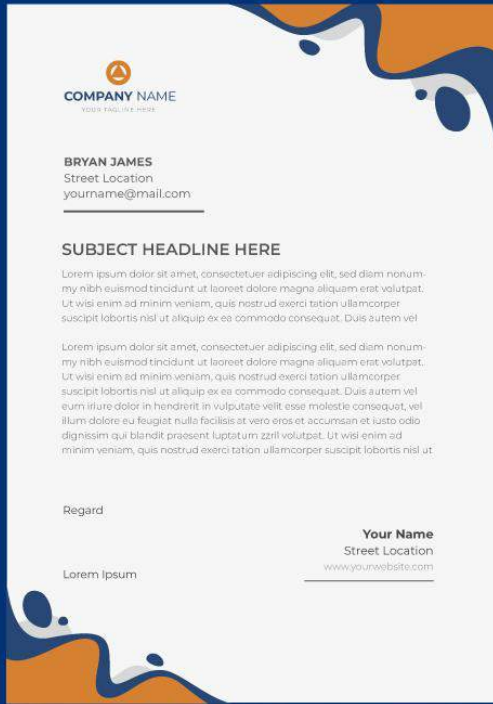 COMPANY NAME
YOUR TAGLINE HERE
BRYAN JAMES
Street Location
yourname@mail.com
SUBJECT HEADLINE HERE
Lorem ipsum dolor sit amet, consectetuer adipiscing elit, sed diam nonum-
my nibh euismod tincidunt ut laoreet dolore magna aliquam erat volutpat.
Ut wisi enim ad minim veniam, quis nostrud exerci tation ullamcorper
suscipit lobortis nisl ut aliquip ex ea commodo consequat. Duis autem vel
Lorem ipsum dolor sit amet, consectetuer adipiscing elit, sed diam nonum-
my nibh euismod tincidunt ut laoreet dolore magna aliquam erat volutpat.
Ut wisi enim ad minim veniam, quis nostrud exerci tation ullamcorper
suscipit lobortis nisl ut aliquip ex ea commodo consequat. Duis autem vel
eum iriure dolor in hendrerit in vulputate velit esse molestie consequat, vel
illum dolore eu feugiat nulla facilisis at vero eros et accumsan et iusto odio
dignissim qui blandit praesent luptatum zzril volutpat. Ut wisi enim ad
minim veniam, quis nostrud exerci tation ullamcorper suscipit lobortis nisl ut
Regard
Your Name
Street Location
www.yourwebsite.com
Lorem Ipsum